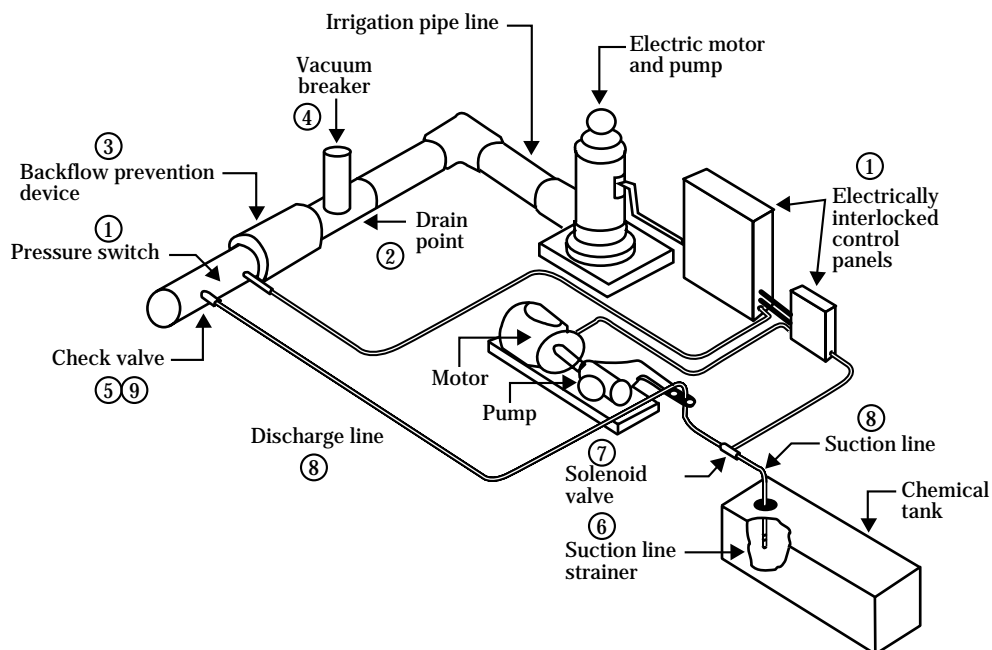 Irrigation pipe line
Electric motor
and pump
Vacuum
breaker
④
③
Backflow prevention
device
①
Pressure switch
Drain
point
②
①
Electrically
interlocked
control
panels
Check valve
⑤⑨
Motor
Pump
Discharge line
⑧
⑦
Solenoid
valve
⑧
Suction line
Chemical
tank
⑥
Suction line
strainer